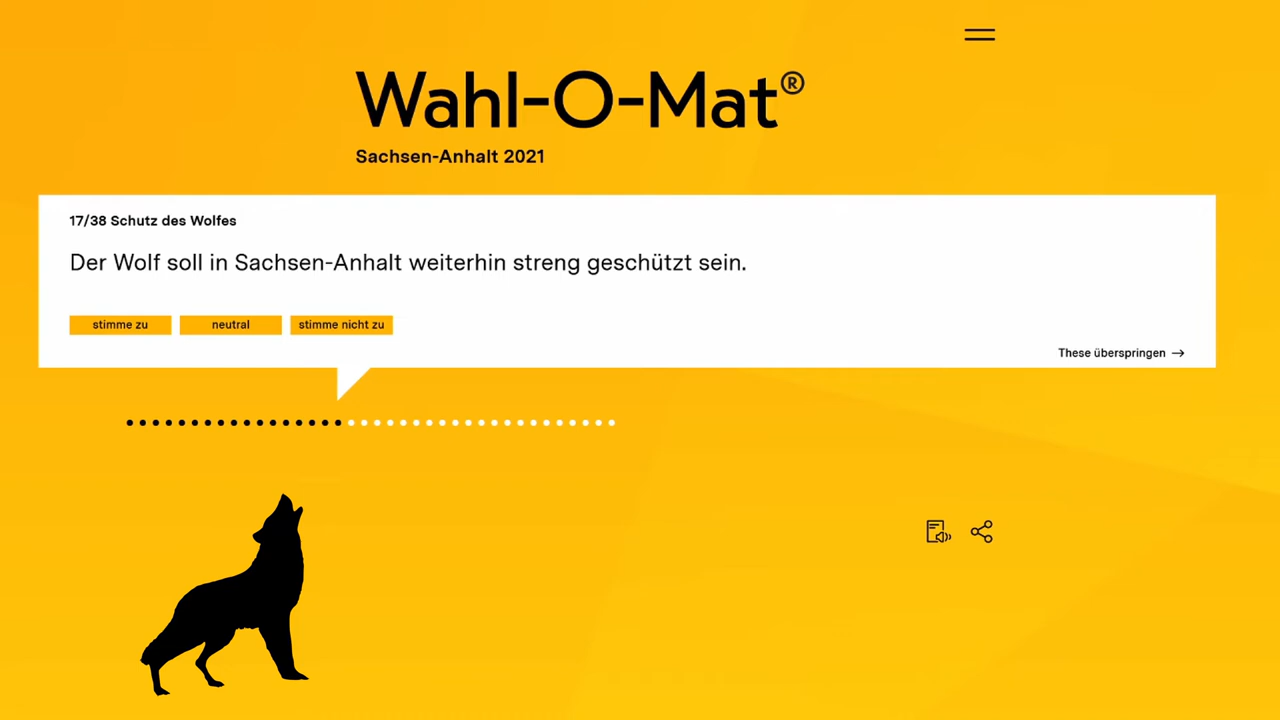 Wahl-O-Mat®
Sachsen-Anhalt 2021
17/38 Schutz des Wolfes
Der Wolf soll in Sachsen-Anhalt weiterhin streng geschützt sein.
stimme zu neutral stimme nicht zu
These überspringen →